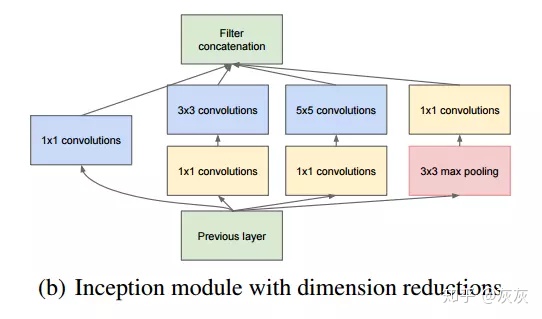 Filter
concatenation
3x3 convolutions
5x5 convolutions
1x1 convolutions
1x1 convolutions
1x1 convolutions
1x1 convolutions
3x3 max pooling
Previous layer
(b) Inception module with dimension reductions
知乎 @灰灰